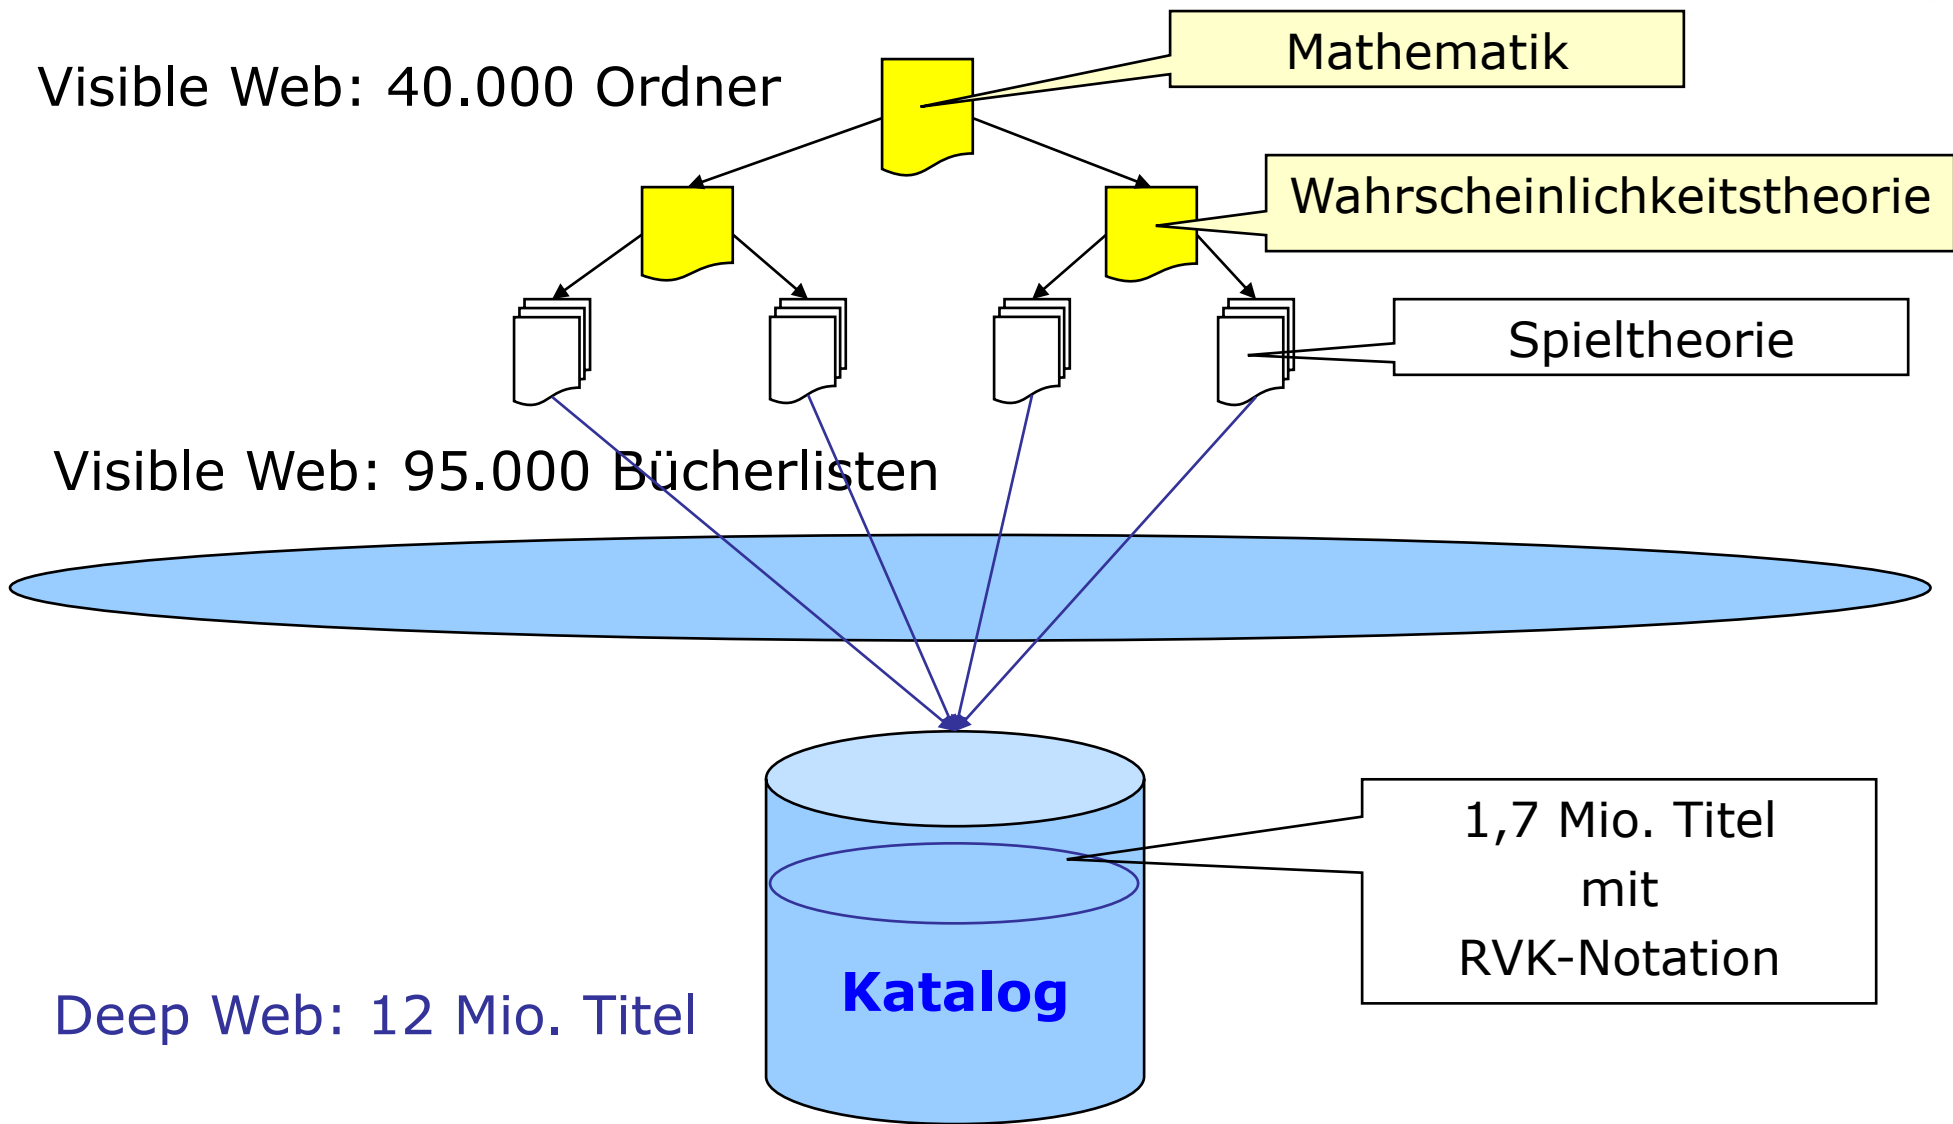 Mathematik
Visible Web: 40.000 Ordner
Wahrscheinlichkeitstheorie
Spieltheorie
Visible Web: 95.000 Bücherlisten
1,7 Mio. Titel
mit
RVK-Notation
Katalog
Deep Web: 12 Mio. Titel